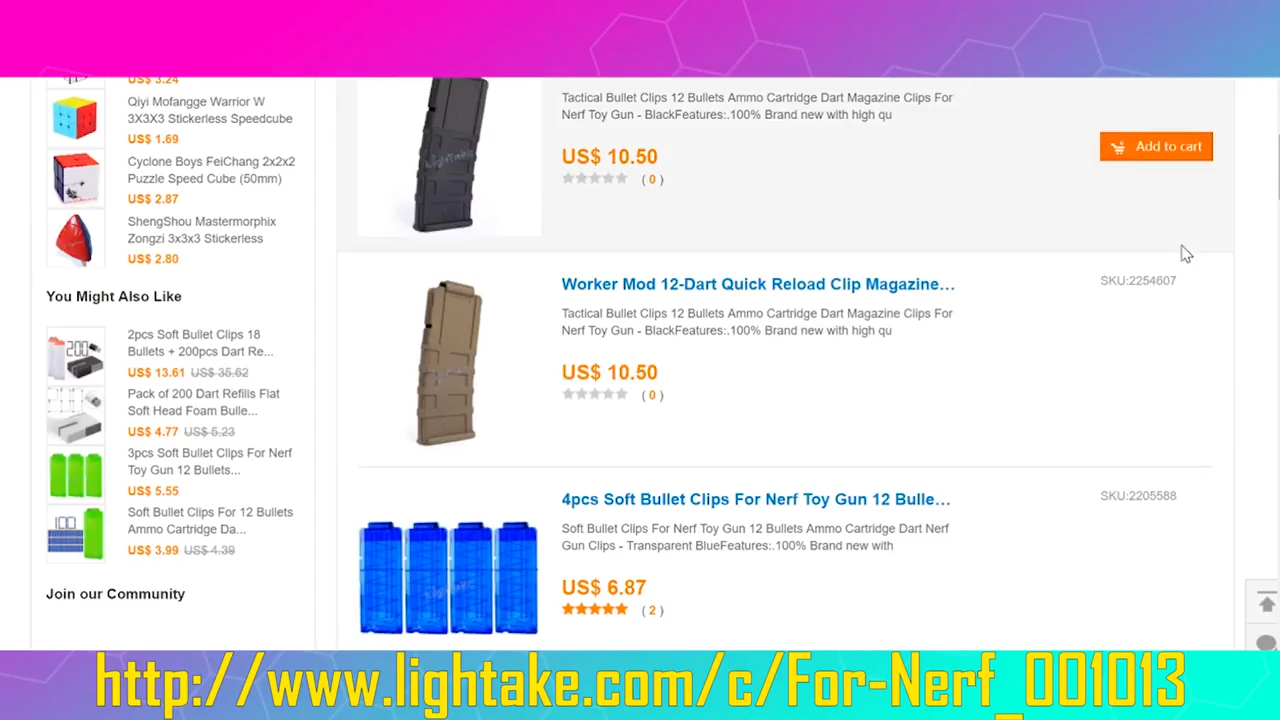 US$ 3.24
Qiyi Mofangge Warrior W
3X3X3 Stickerless Speedcube
US$ 1.69
Cyclone Boys FeiChang 2x2x2
Puzzle Speed Cube (50mm)
US$ 2.87
ShengShou Mastermorphix
Zongzi 3x3x3 Stickerless
US$ 2.80
You Might Also Like
2pcs Soft Bullet Clips 18
Bullets + 200pcs Dart Re...
US$ 13.61 US$ 35.62
Pack of 200 Dart Refills Flat
Soft Head Foam Bulle...
US$ 4.77 US$ 5.23
3pcs Soft Bullet Clips For Nerf
Toy Gun 12 Bullets...
US$ 5.55
Soft Bullet Clips For 12 Bullets
Ammo Cartridge Da...
US$ 3.99 US$ 4.39
Join our Community
Tactical Bullet Clips 12 Bullets Ammo Cartridge Dart Magazine Clips For
Nerf Toy Gun - BlackFeatures:.100% Brand new with high qu
US$ 10.50
( 0 )
Add to cart
Worker Mod 12-Dart Quick Reload Clip Magazine...
SKU:2254607
Tactical Bullet Clips 12 Bullets Ammo Cartridge Dart Magazine Clips For
Nerf Toy Gun - BlackFeatures:.100% Brand new with high qu
US$ 10.50
( 0 )
4pcs Soft Bullet Clips For Nerf Toy Gun 12 Bulle...
SKU:2205588
Soft Bullet Clips For Nerf Toy Gun 12 Bullets Ammo Cartridge Dart Nerf
Gun Clips - Transparent BlueFeatures:.100% Brand new with
US$ 6.87
( 2 )
http://www.lightake.com/c/For-Nerf_001013